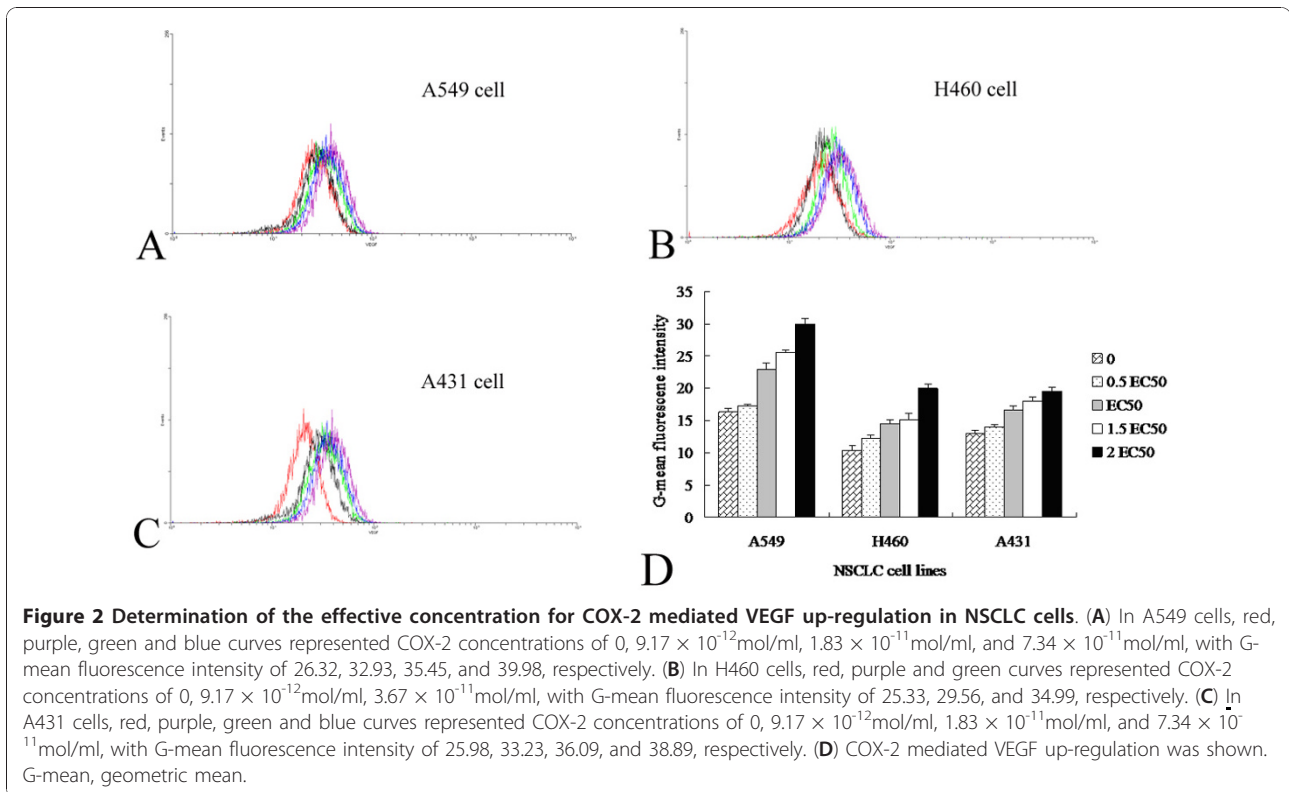 A549 cell
A
H460 cell
B
A431 cell
C
G-mean fluorescene intensity
35
30
25
20
15
10
5
0
A549 H460 A431
NSCLC cell lines
0
0.5 EC50
EC50
1.5 EC50
2 EC50
D
Figure 2 Determination of the effective concentration for COX-2 mediated VEGF up-regulation in NSCLC cells. (A) In A549 cells, red,
purple, green and blue curves represented COX-2 concentrations of 0, 9.17 × 10⁻¹²mol/ml, 1.83 × 10⁻¹¹mol/ml, and 7.34 × 10⁻¹¹mol/ml, with G-
mean fluorescence intensity of 26.32, 32.93, 35.45, and 39.98, respectively. (B) In H460 cells, red, purple and green curves represented COX-2
concentrations of 0, 9.17 × 10⁻¹²mol/ml, 3.67 × 10⁻¹¹mol/ml, with G-mean fluorescence intensity of 25.33, 29.56, and 34.99, respectively. (C) In
A431 cells, red, purple, green and blue curves represented COX-2 concentrations of 0, 9.17 × 10⁻¹²mol/ml, 1.83 × 10⁻¹¹mol/ml, and 7.34 × 10⁻
¹¹mol/ml, with G-mean fluorescence intensity of 25.98, 33.23, 36.09, and 38.89, respectively. (D) COX-2 mediated VEGF up-regulation was shown.
G-mean, geometric mean.